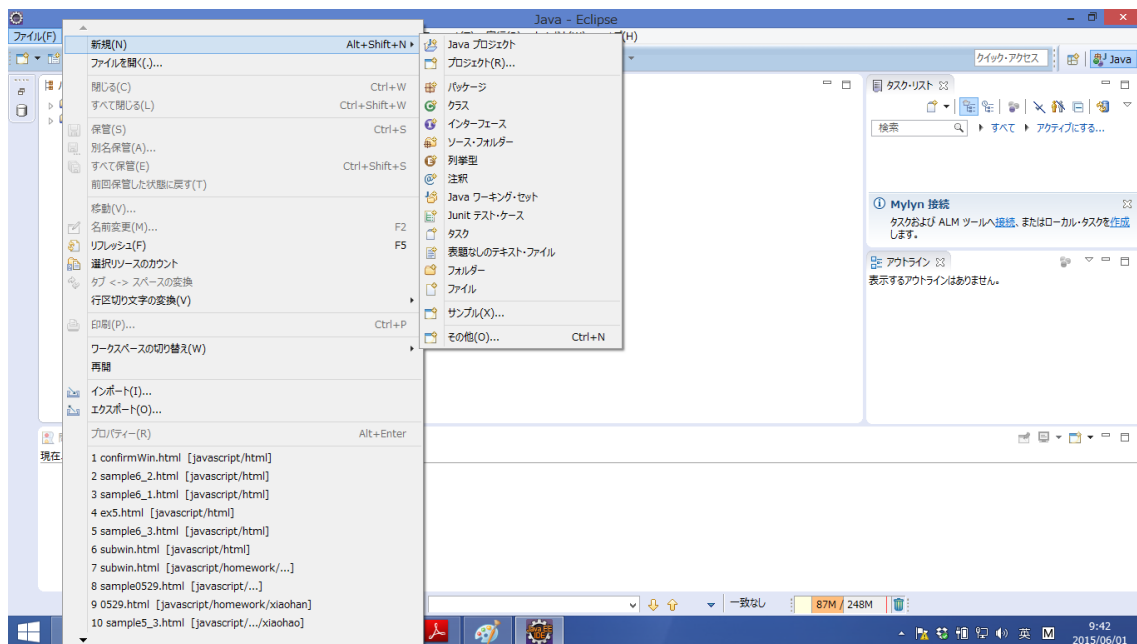 Java - Eclipse
ファイル(F)
(H)
クイック・アクセス
Java
新規(N) Alt+Shift+N
ファイルを開く(.)...
閉じる(C) Ctrl+W
すべて閉じる(L) Ctrl+Shift+W
保管(S) Ctrl+S
別名保管(A)...
すべて保管(E) Ctrl+Shift+S
前回保管した状態に戻す(T)
移動(V)...
名前変更(M)... F2
リフレッシュ(F) F5
選択リソースのカウント
タブ <-> スペースの変換
行区切り文字の変換(V)
印刷(P)... Ctrl+P
ワークスペースの切り替え(W)
再開
インポート(I)...
エクスポート(O)...
プロパティー(R) Alt+Enter
1 confirmWin.html [javascript/html]
2 sample6_2.html [javascript/html]
3 sample6_1.html [javascript/html]
4 ex5.html [javascript/html]
5 sample6_3.html [javascript/html]
6 subwin.html [javascript/html]
7 subwin.html [javascript/homework/...]
8 sample0529.html [javascript/...]
9 0529.html [javascript/homework/xiaohan]
10 sample5_3.html [javascript/.../xiaohao]
Java プロジェクト
プロジェクト(R)...
パッケージ
クラス
インターフェース
ソース・フォルダー
列挙型
注釈
Java ワーキング・セット
Junit テスト・ケース
タスク
表題なしのテキスト・ファイル
フォルダー
ファイル
サンプル(X)...
その他(O)... Ctrl+N
タスク・リスト
検索 すべて アクティブにする...
Mylyn 接続
タスクおよび ALM ツールへ接続、またはローカル・タスクを作成
します。
アウトライン
表示するアウトラインはありません。
現在
一致なし
87M / 248M
Java EE
IDE
英
M
9:42
2015/06/01